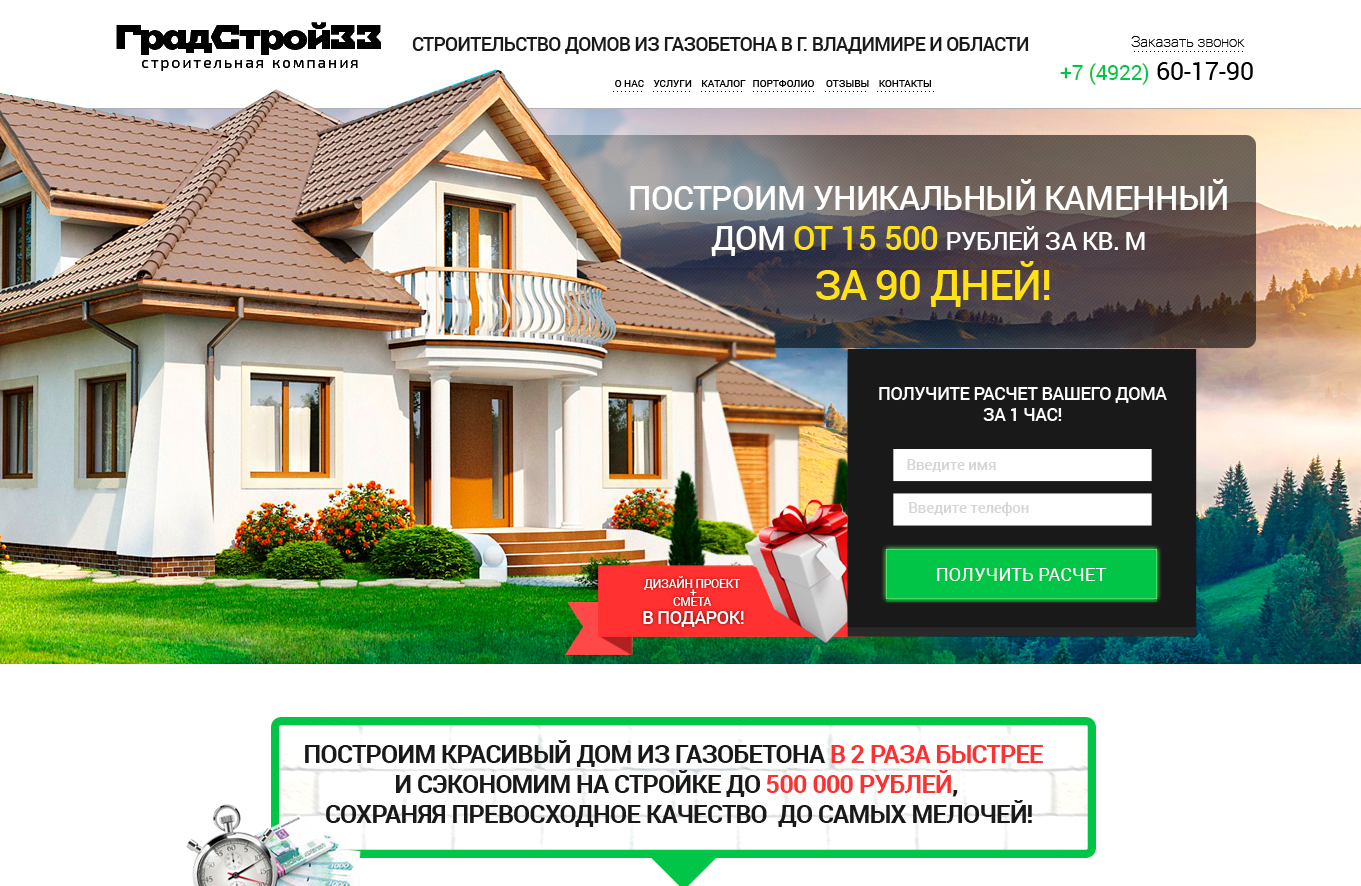 ГрадСтрой33
строительная компания
СТРОИТЕЛЬСТВО ДОМОВ ИЗ ГАЗОБЕТОНА В Г. ВЛАДИМИРЕ И ОБЛАСТИ
Заказать звонок
+7 (4922) 60-17-90
О НАС УСЛУГИ КАТАЛОГ ПОРТФОЛИО ОТЗЫВЫ КОНТАКТЫ
ПОСТРОИМ УНИКАЛЬНЫЙ КАМЕННЫЙ
ДОМ ОТ 15 500 РУБЛЕЙ ЗА КВ. М
ЗА 90 ДНЕЙ!
ПОЛУЧИТЕ РАСЧЕТ ВАШЕГО ДОМА
ЗА 1 ЧАС!
Введите имя
Введите телефон
ПОЛУЧИТЬ РАСЧЕТ
ДИЗАЙН ПРОЕКТ
+
СМЕТА
В ПОДАРОК!
ПОСТРОИМ КРАСИВЫЙ ДОМ ИЗ ГАЗОБЕТОНА В 2 РАЗА БЫСТРЕЕ
И СЭКОНОМИМ НА СТРОЙКЕ ДО 500 000 РУБЛЕЙ,
СОХРАНЯЯ ПРЕВОСХОДНОЕ КАЧЕСТВО ДО САМЫХ МЕЛОЧЕЙ!